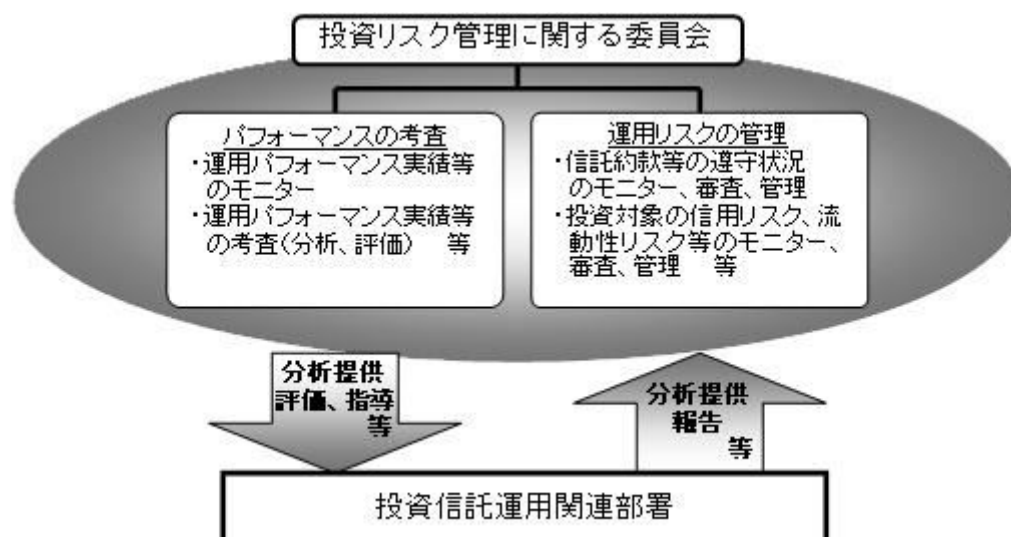 投資リスク管理に関する委員会
パフォーマンスの考査
・運用パフォーマンス実績等
のモニター
・運用パフォーマンス実績等
の考査(分析、評価) 等
運用リスクの管理
・信託約款等の遵守状況
のモニター、審査、管理
・投資対象の信用リスク、流
動性リスク等のモニター、
審査、管理 等
分析提供
評価、指導
等
分析提供
報告
等
投資信託運用関連部署